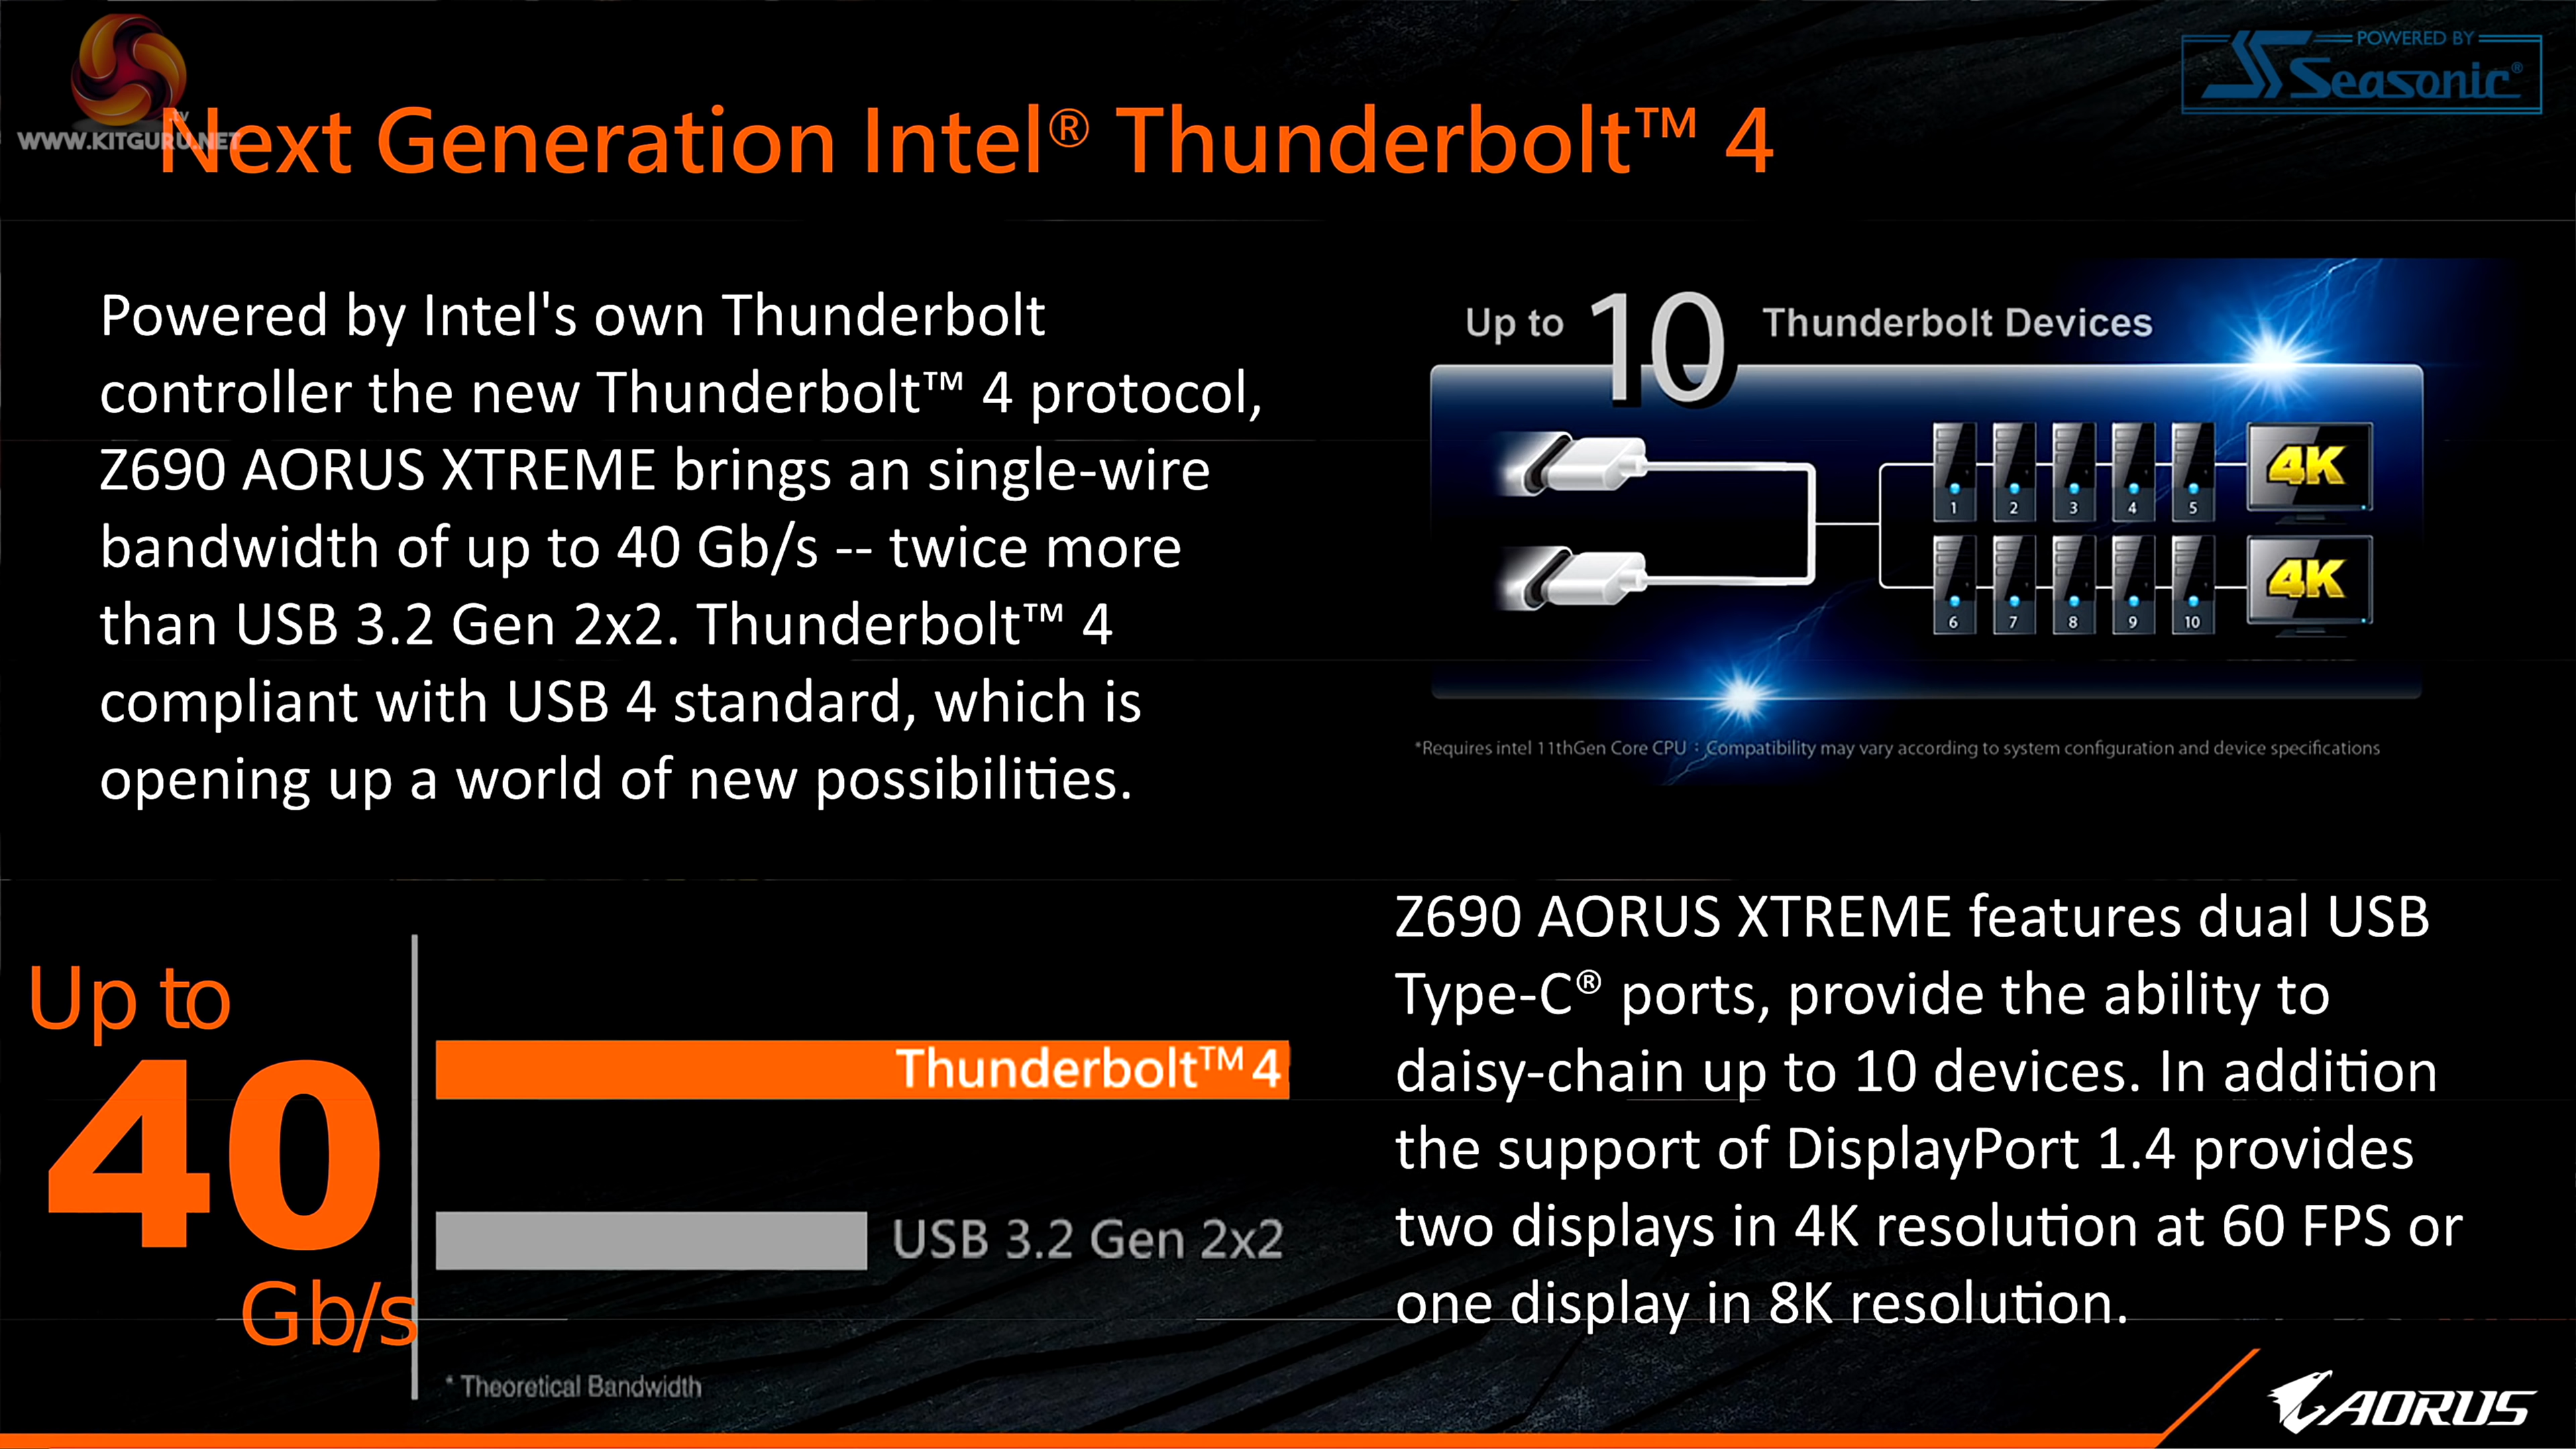 WWW.KITGURU.NET
.TV
POWERED BY
Seasonic®
Next Generation Intel® Thunderbolt™ 4
Powered by Intel's own Thunderbolt
controller the new Thunderbolt™ 4 protocol,
Z690 AORUS XTREME brings an single-wire
bandwidth of up to 40 Gb/s -- twice more
than USB 3.2 Gen 2x2. Thunderbolt™ 4
compliant with USB 4 standard, which is
opening up a world of new possibilities.
Up to 10 Thunderbolt Devices
1 2 3 4 5 4K
6 7 8 9 10 4K
*Requires intel 11thGen Core CPU : Compatibility may vary according to system configuration and device specifications
Up to
40
Gb/s
Thunderbolt™ 4
USB 3.2 Gen 2x2
* Theoretical Bandwidth
Z690 AORUS XTREME features dual USB
Type-C® ports, provide the ability to
daisy-chain up to 10 devices. In addition
the support of DisplayPort 1.4 provides
two displays in 4K resolution at 60 FPS or
one display in 8K resolution.
AORUS